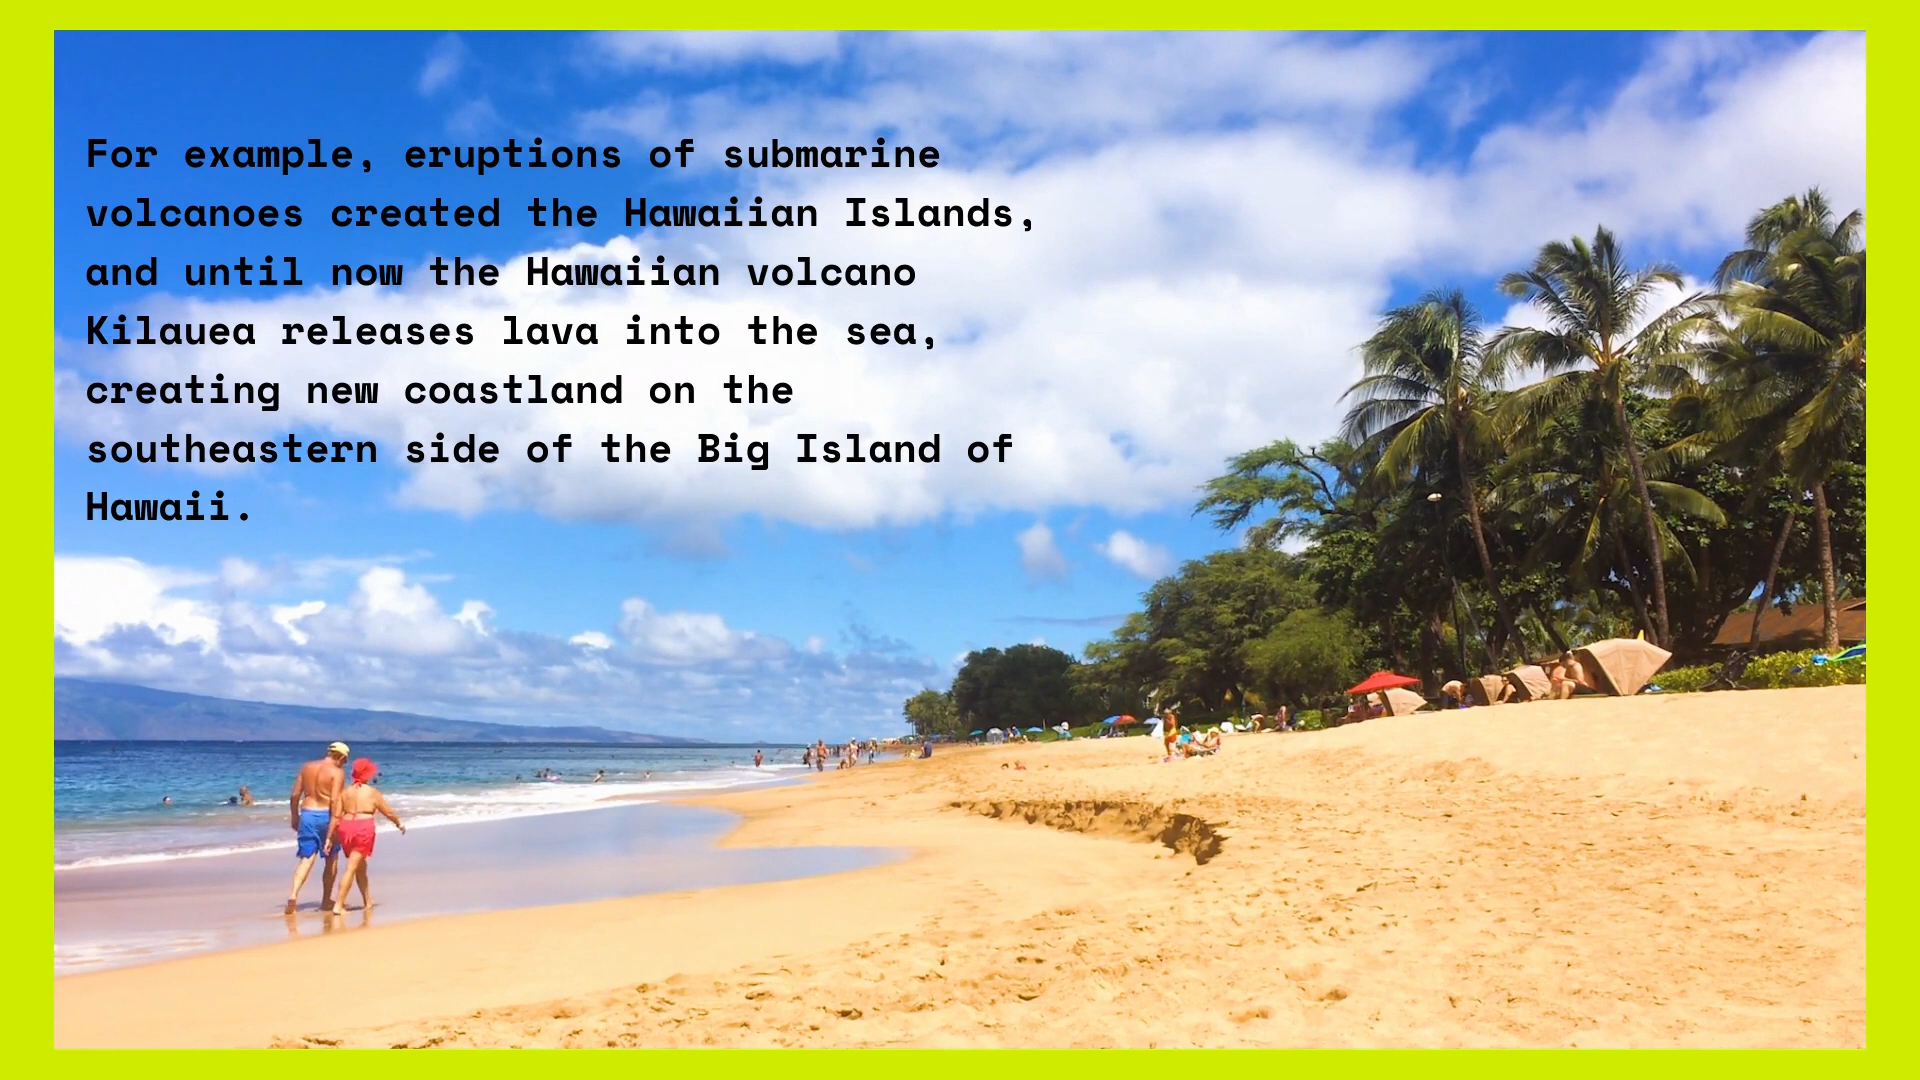 For example, eruptions of submarine
volcanoes created the Hawaiian Islands,
and until now the Hawaiian volcano
Kilauea releases lava into the sea,
creating new coastland on the
southeastern side of the Big Island of
Hawaii.